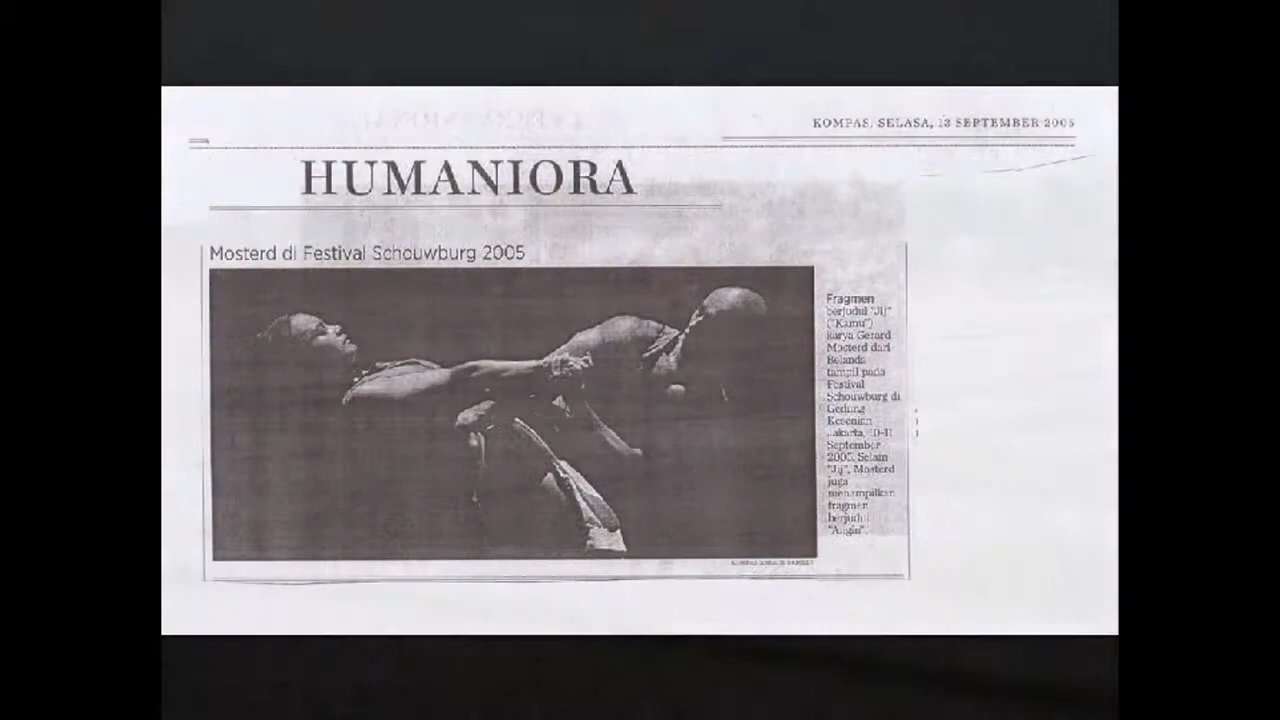 KOMPAS, SELASA, 13 SEPTEMBER 2005
HUMANIORA
Mosterd di Festival Schouwburg 2005
Fragmen
berjudul "Jij"
("Kamu")
karya Gerard
Mosterd dari
Belanda
tampil pada
Festival
Schouwburg di
Gedung
Kesenian
Jakarta, 10-11
September
2005. Selain
"Jij", Mosterd
juga
menampilkan
fragmen
berjudul
"Angin".